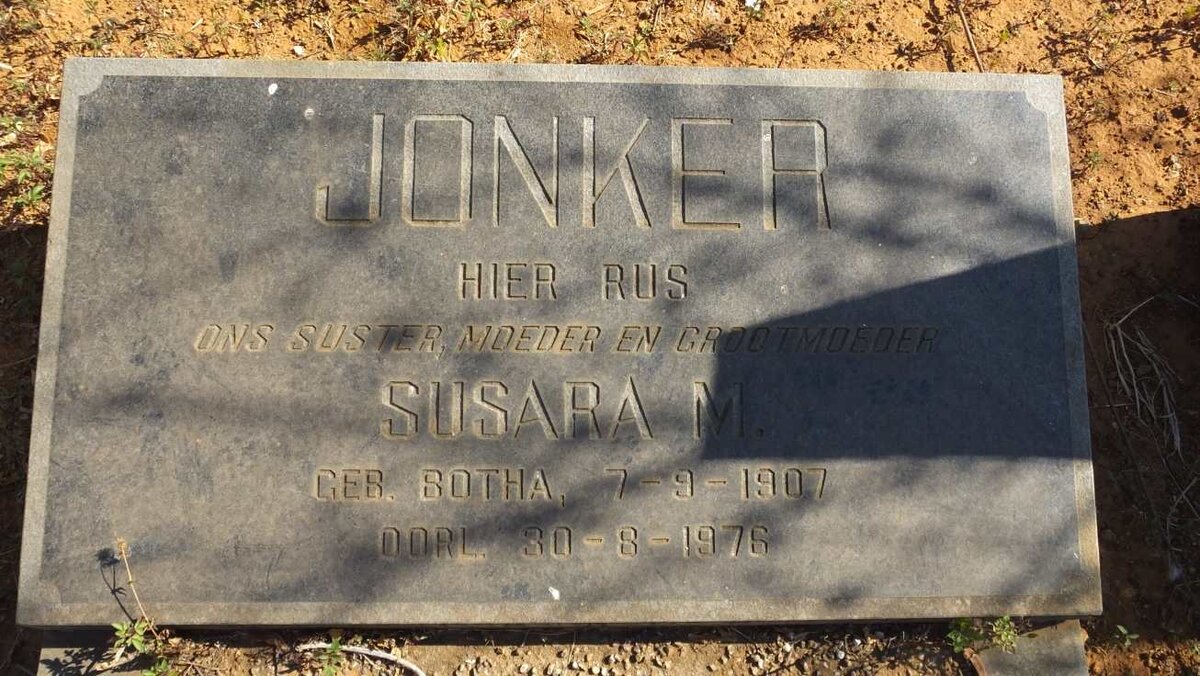 JONKER
HIER RUS
ONS SUSTER, MOEDER EN GROOTMOEDER
SUSARA M.
GEB. BOTHA, 7-9-1907
OORL. 30-8-1976